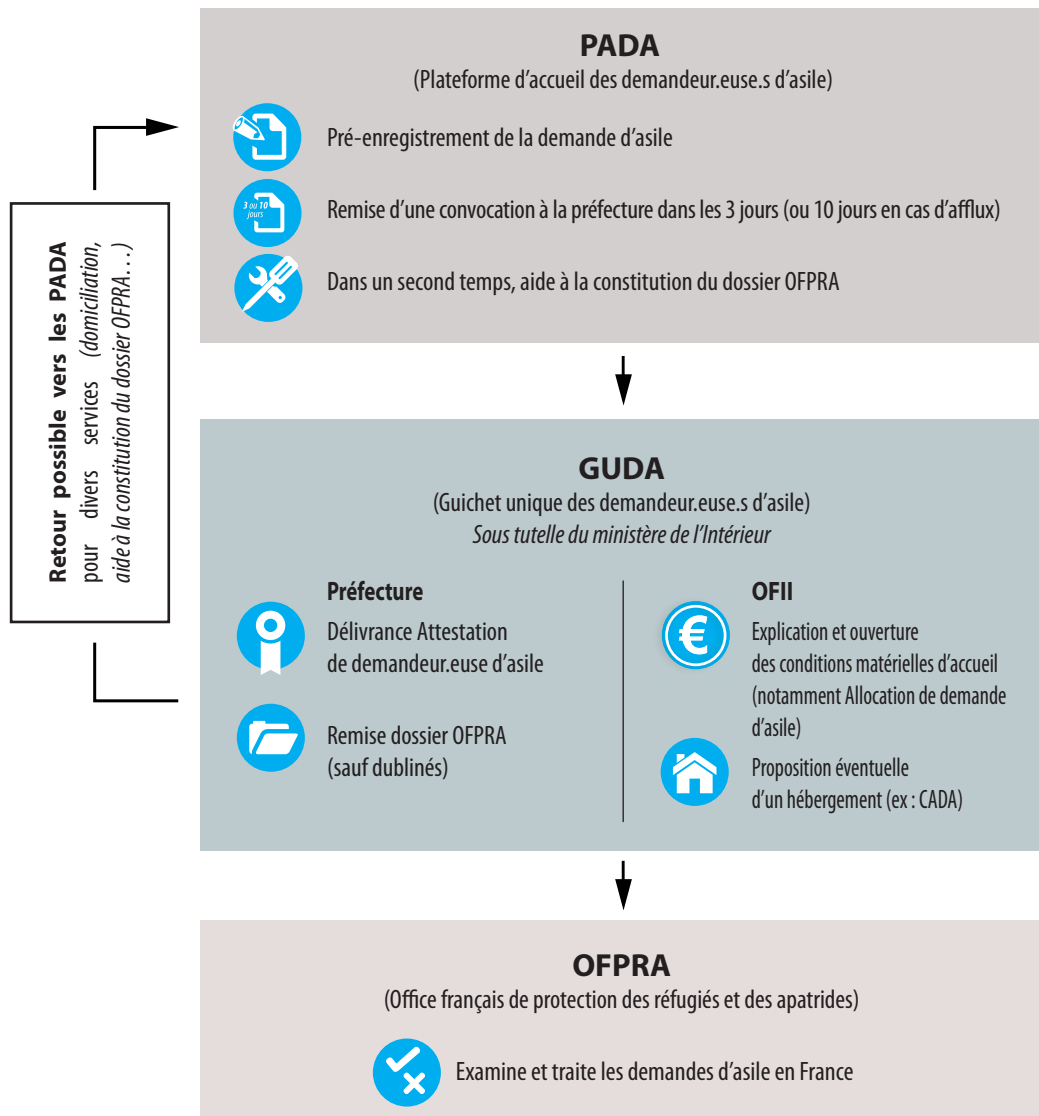 PADA
(Plateforme d'accueil des demandeur.euse.s d'asile)
Pré-enregistrement de la demande d'asile
3 ou 10
jours
Remise d'une convocation à la préfecture dans les 3 jours (ou 10 jours en cas d'afflux)
Dans un second temps, aide à la constitution du dossier OFPRA
Retour possible vers les PADA
pour divers services (domiciliation,
aide à la constitution du dossier OFPRA…)
GUDA
(Guichet unique des demandeur.euse.s d'asile)
Sous tutelle du ministère de l'Intérieur
Préfecture
Délivrance Attestation
de demandeur.euse d'asile
Remise dossier OFPRA
(sauf dublinés)
OFII
€
Explication et ouverture
des conditions matérielles d'accueil
(notamment Allocation de demande
d'asile)
Proposition éventuelle
d'un hébergement (ex : CADA)
OFPRA
(Office français de protection des réfugiés et des apatrides)
Examine et traite les demandes d'asile en France